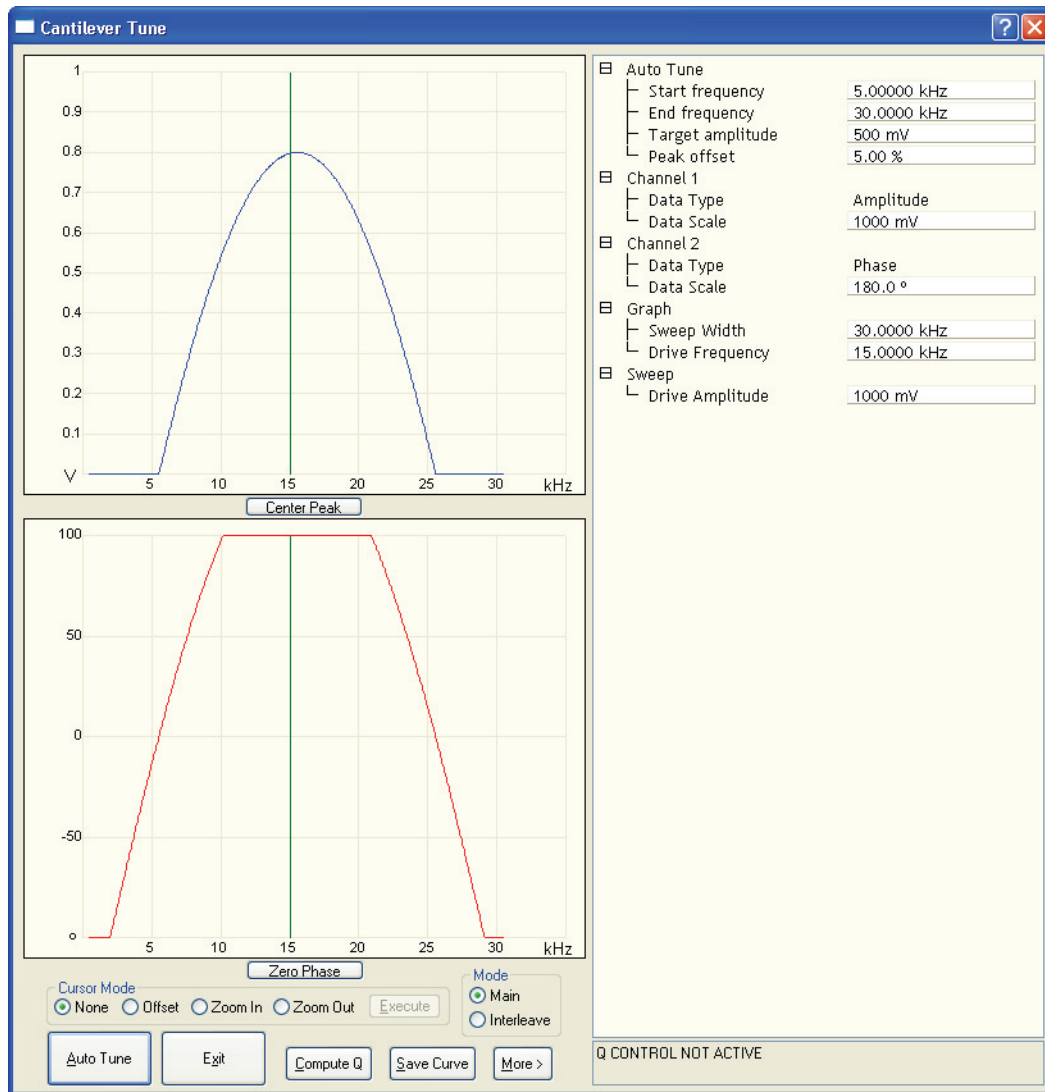 Cantilever Tune
1
0.9
0.8
0.7
0.6
0.5
0.4
0.3
0.2
0.1
V
5 10 15 20 25 30 kHz
Center Peak
100
50
0
-50
o
5 10 15 20 25 30 kHz
Zero Phase
Cursor Mode
None Offset Zoom In Zoom Out Execute
Mode
Main
Interleave
Auto Tune Exit Compute Q Save Curve More >
Auto Tune
Start frequency 5.00000 kHz
End frequency 30.0000 kHz
Target amplitude 500 mV
Peak offset 5.00 %
Channel 1
Data Type Amplitude
Data Scale 1000 mV
Channel 2
Data Type Phase
Data Scale 180.0 º
Graph
Sweep Width 30.0000 kHz
Drive Frequency 15.0000 kHz
Sweep
Drive Amplitude 1000 mV
Q CONTROL NOT ACTIVE